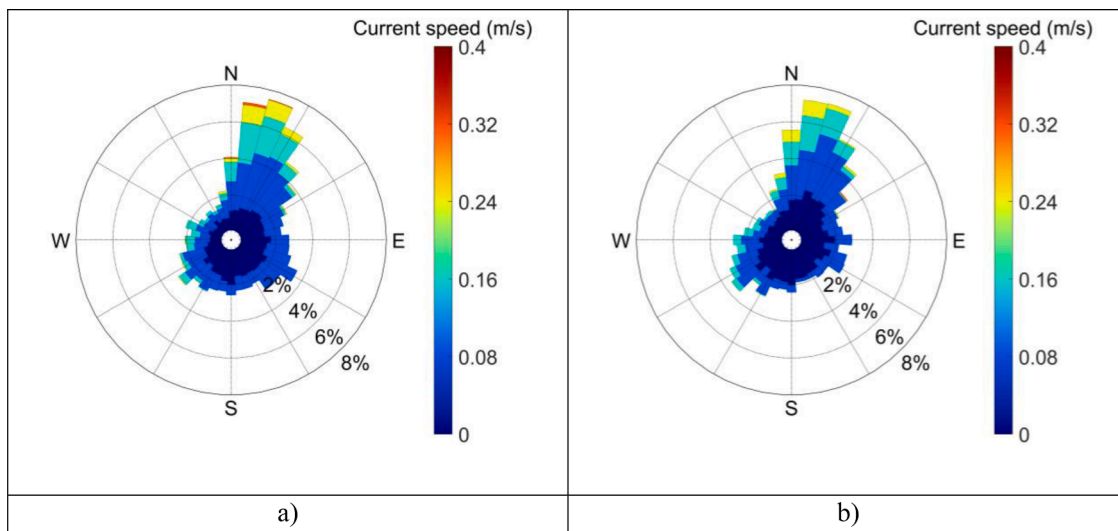 Current speed (m/s)
0.4
0.32
0.24
0.16
0.08
0
N
W
E
S
2%
4%
6%
8%
a)
Current speed (m/s)
0.4
0.32
0.24
0.16
0.08
0
N
W
E
S
2%
4%
6%
8%
b)